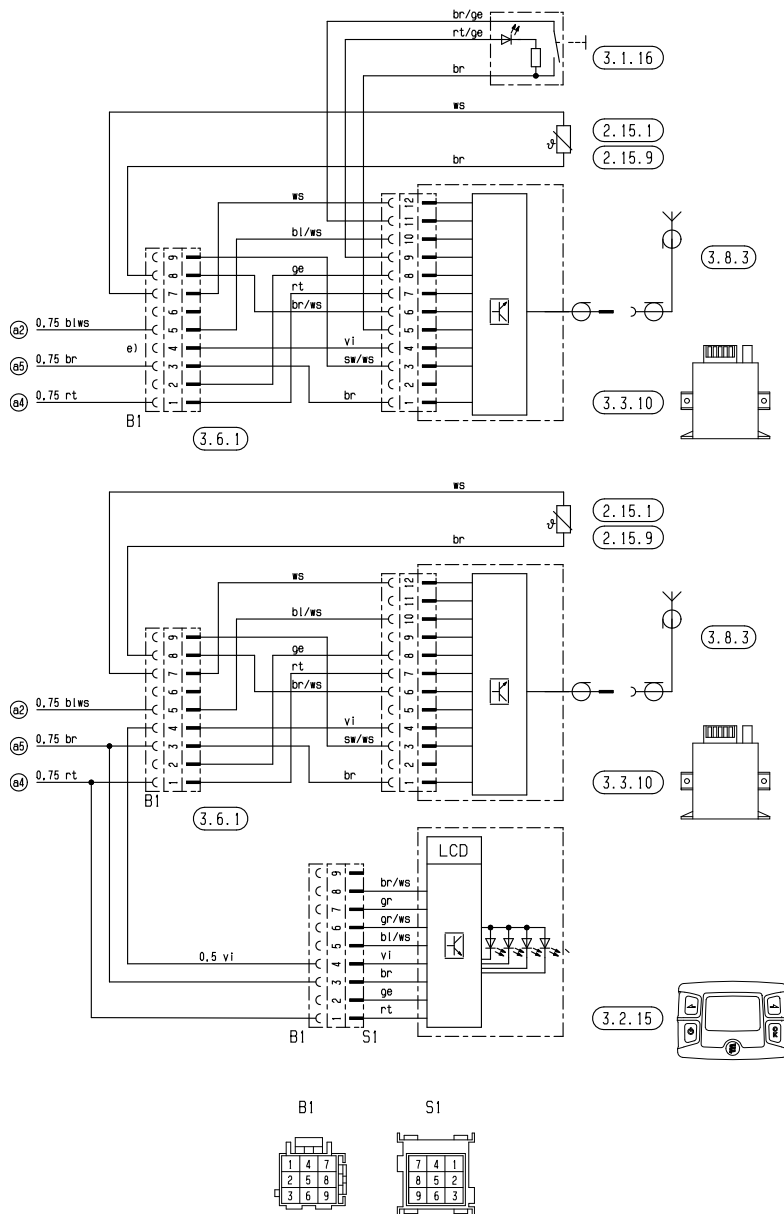 br/ge
rt/ge
3.1.16
br
ws
2.15.1
2.15.9
br
ws
12
11
bl/ws
10
9
9
3.8.3
ge
8
8
rt
7
7
br/ws
6
6
a2 0,75 blws
5
5
vi
e)
4
4
sw/ws
a5 0,75 br
3
3
2
2
a4 0,75 rt
1
br
1
3.3.10
B1
3.6.1
ws
2.15.1
2.15.9
br
ws
12
11
bl/ws
10
9
9
3.8.3
ge
8
8
rt
7
7
br/ws
6
6
a2 0,75 blws
5
5
vi
4
4
sw/ws
a5 0,75 br
3
3
2
2
a4 0,75 rt
1
br
1
3.3.10
B1
3.6.1
LCD
9
br/ws
8
gr
7
gr/ws
6
bl/ws
5
0,5 vi
vi
4
br
3
ge
2
rt
1
3.2.15
B1
S1
B1
S1
1 4 7
2 5 8
3 6 9
7 4 1
8 5 2
9 6 3